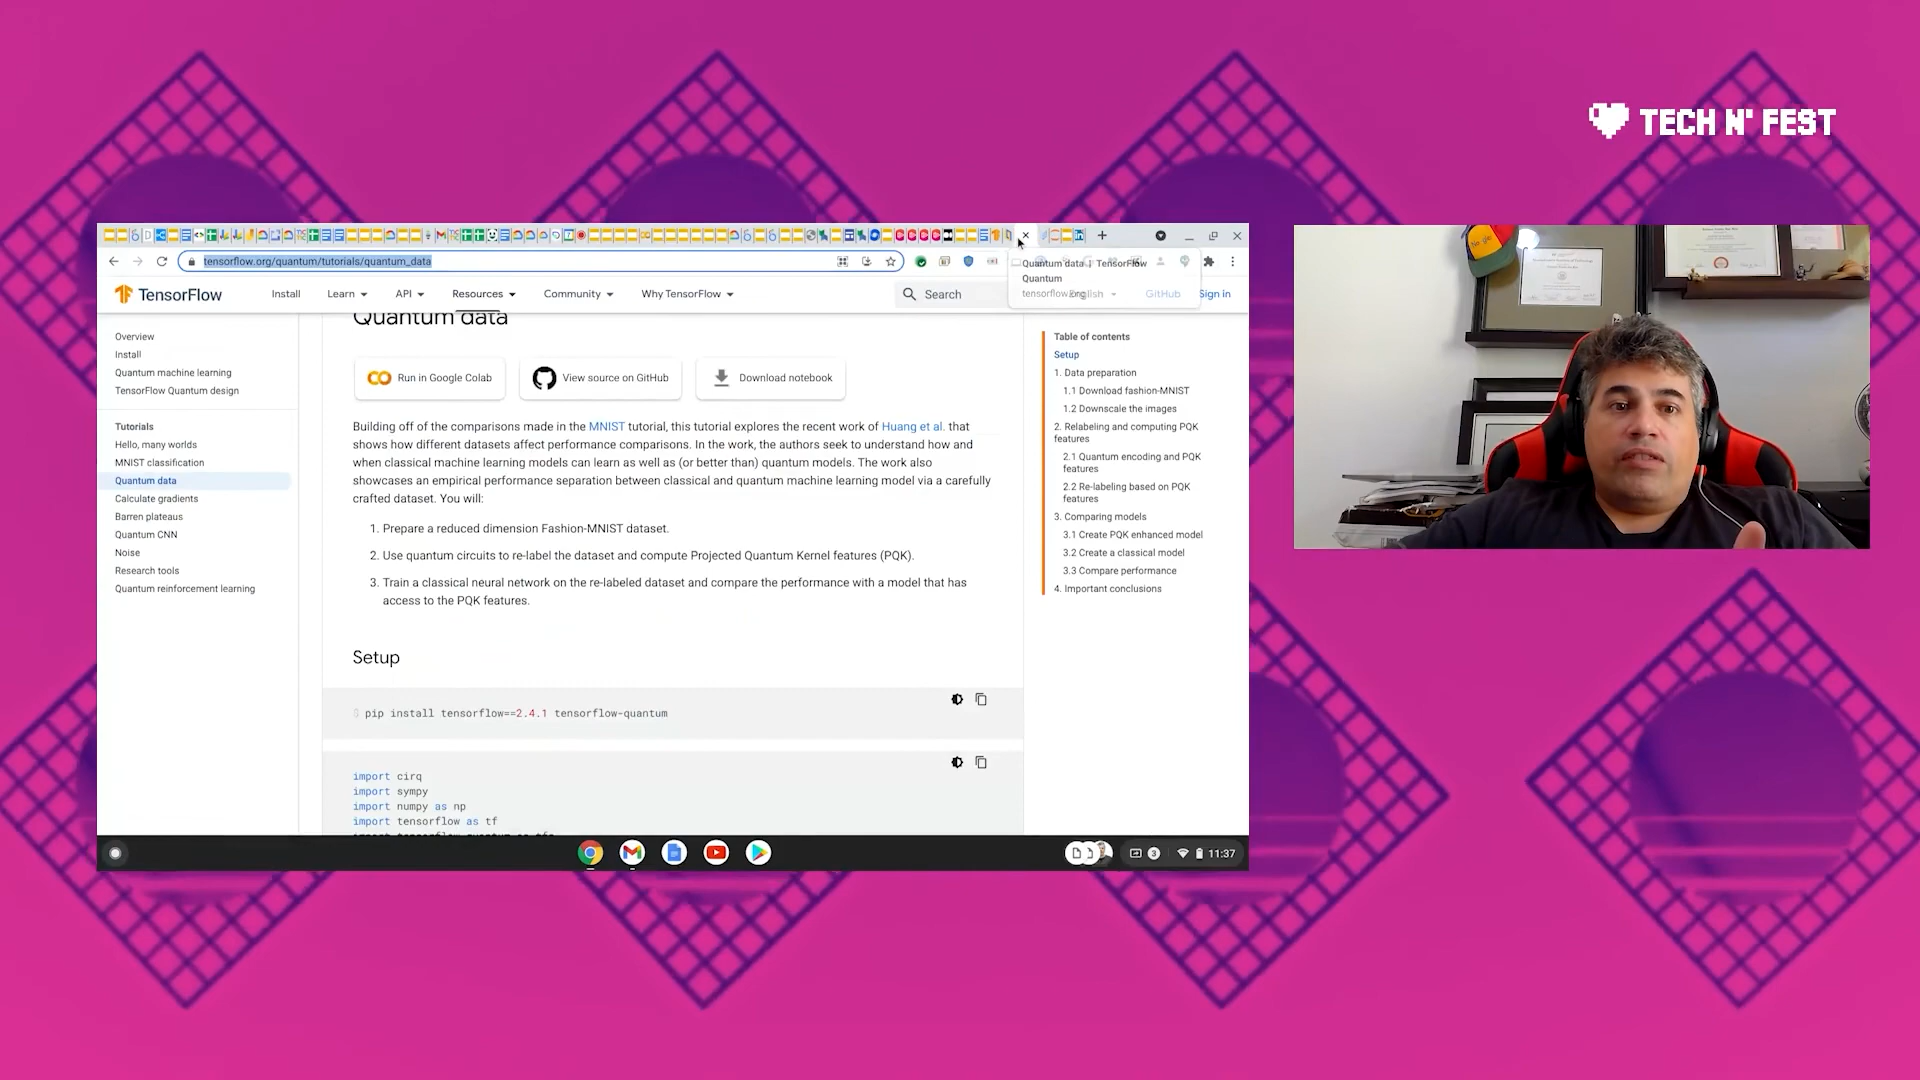 TECH N' FEST
tensorflow.org/quantum/tutorials/quantum_data
Quantum data | TensorFlow
Quantum
TensorFlow
Install
Learn
API
Resources
Community
Why TensorFlow
Search
English
GitHub
Sign in
Overview
Install
Quantum machine learning
TensorFlow Quantum design
Tutorials
Hello, many worlds
MNIST classification
Quantum data
Calculate gradients
Barren plateaus
Quantum CNN
Noise
Research tools
Quantum reinforcement learning
Quantum data
Run in Google Colab
View source on GitHub
Download notebook
Building off of the comparisons made in the MNIST tutorial, this tutorial explores the recent work of Huang et al. that
shows how different datasets affect performance comparisons. In the work, the authors seek to understand how and
when classical machine learning models can learn as well as (or better than) quantum models. The work also
showcases an empirical performance separation between classical and quantum machine learning model via a carefully
crafted dataset. You will:
1. Prepare a reduced dimension Fashion-MNIST dataset.
2. Use quantum circuits to re-label the dataset and compute Projected Quantum Kernel features (PQK).
3. Train a classical neural network on the re-labeled dataset and compare the performance with a model that has
access to the PQK features.
Setup
pip install tensorflow==2.4.1 tensorflow-quantum
import cirq
import sympy
import numpy as np
import tensorflow as tf
Table of contents
Setup
1. Data preparation
1.1 Download fashion-MNIST
1.2 Downscale the images
2. Relabeling and computing PQK
features
2.1 Quantum encoding and PQK
features
2.2 Re-labeling based on PQK
features
3. Comparing models
3.1 Create PQK enhanced model
3.2 Create a classical model
3.3 Compare performance
4. Important conclusions
3
11:37